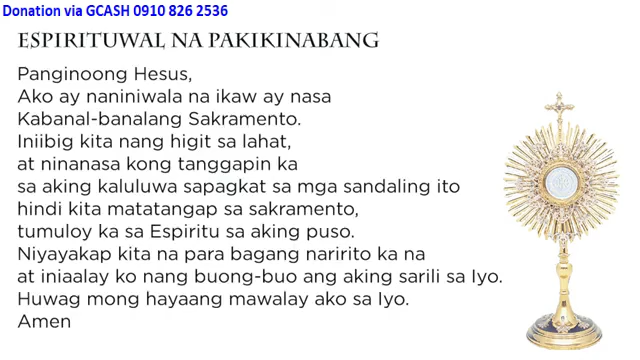 Donation via GCASH 0910 826 2536
ESPIRITUWAL NA PAKIKINABANG
Panginoong Hesus,
Ako ay naniniwala na ikaw ay nasa
Kabanal-banalang Sakramento.
Iniibig kita nang higit sa lahat,
at ninanasa kong tanggapin ka
sa aking kaluluwa sapagkat sa mga sandaling ito
hindi kita matatangap sa sakramento,
tumuloy ka sa Espiritu sa aking puso.
Niyayakap kita na para bagang naririto ka na
at iniaalay ko nang buong-buo ang aking sarili sa Iyo.
Huwag mong hayaang mawalay ako sa Iyo.
Amen